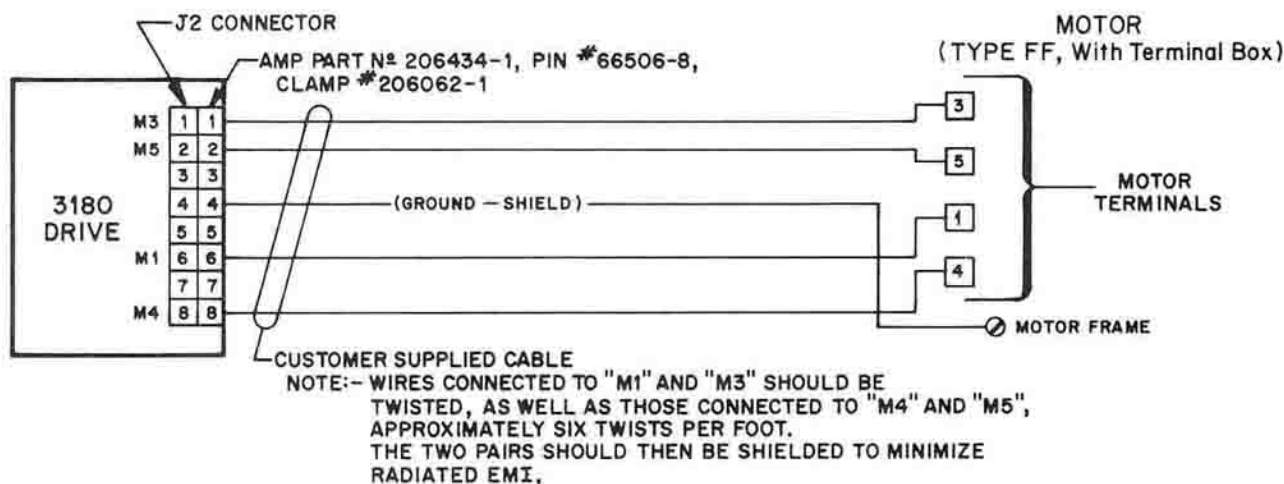 J2 CONNECTOR
AMP PART Nº 206434-1, PIN #66506-8,
CLAMP #206062-1
MOTOR
(TYPE FF, With Terminal Box)
3180
DRIVE
M3 1 1
M5 2 2
3 3
4 4
5 5
M1 6 6
7 7
M4 8 8
(GROUND – SHIELD)
3
5
1
4
MOTOR
TERMINALS
MOTOR FRAME
CUSTOMER SUPPLIED CABLE
NOTE:- WIRES CONNECTED TO "M1" AND "M3" SHOULD BE
TWISTED, AS WELL AS THOSE CONNECTED TO "M4" AND "M5",
APPROXIMATELY SIX TWISTS PER FOOT.
THE TWO PAIRS SHOULD THEN BE SHIELDED TO MINIMIZE
RADIATED EMI,